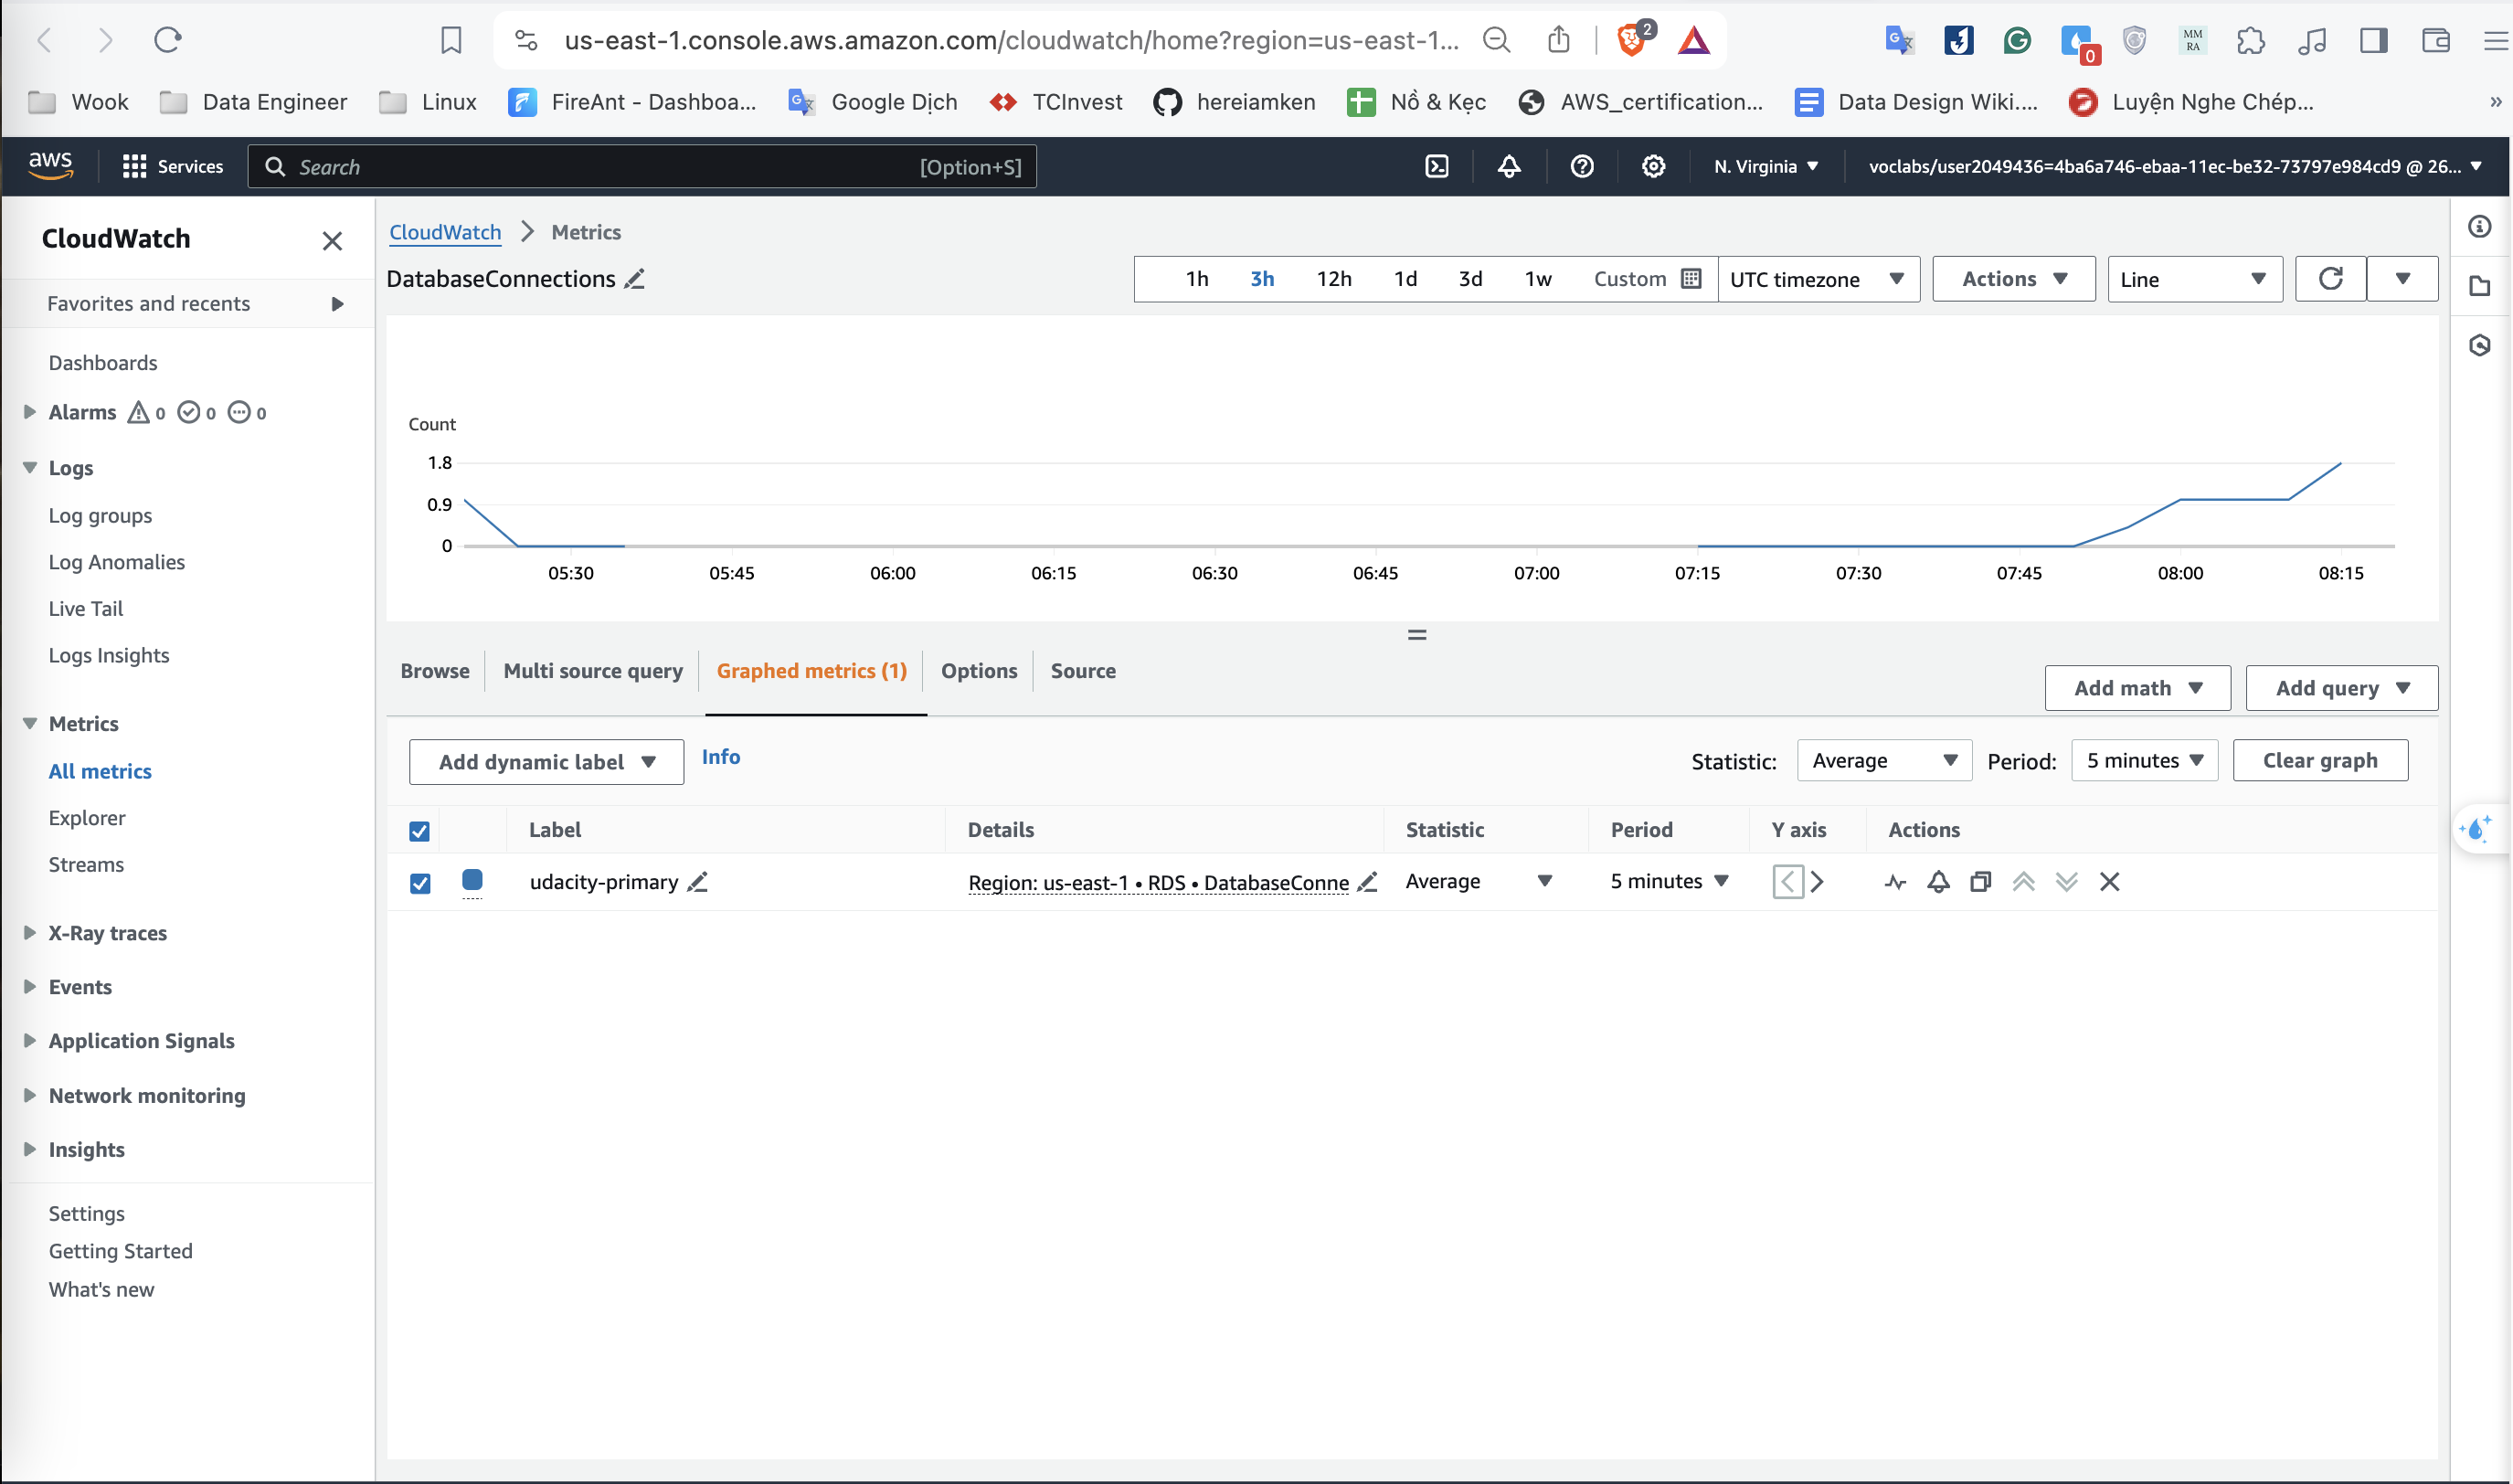 us-east-1.console.aws.amazon.com/cloudwatch/home?region=us-east-1...
2
0
MM
RA
Wook
Data Engineer
Linux
FireAnt - Dashboa...
Google Dịch
TCInvest
hereiamken
Nỏ & Kẹc
AWS_certification...
Data Design Wiki....
Luyện Nghe Chép...
»
aws
Services
Search
[Option+S]
N. Virginia
voclabs/user2049436=4ba6a746-ebaa-11ec-be32-73797e984cd9 @ 26...
CloudWatch
Favorites and recents
Dashboards
Alarms 0 0 0
Logs
Log groups
Log Anomalies
Live Tail
Logs Insights
Metrics
All metrics
Explorer
Streams
X-Ray traces
Events
Application Signals
Network monitoring
Insights
Settings
Getting Started
What's new
CloudWatch > Metrics
DatabaseConnections
1h 3h 12h 1d 3d 1w Custom
UTC timezone
Actions
Line
Count
1.8
0.9
0
05:30 05:45 06:00 06:15 06:30 06:45 07:00 07:15 07:30 07:45 08:00 08:15
Browse
Multi source query
Graphed metrics (1)
Options
Source
Add math
Add query
Add dynamic label
Info
Statistic: Average
Period: 5 minutes
Clear graph
Label Details Statistic Period Y axis Actions
udacity-primary Region: us-east-1 • RDS • DatabaseConne Average 5 minutes